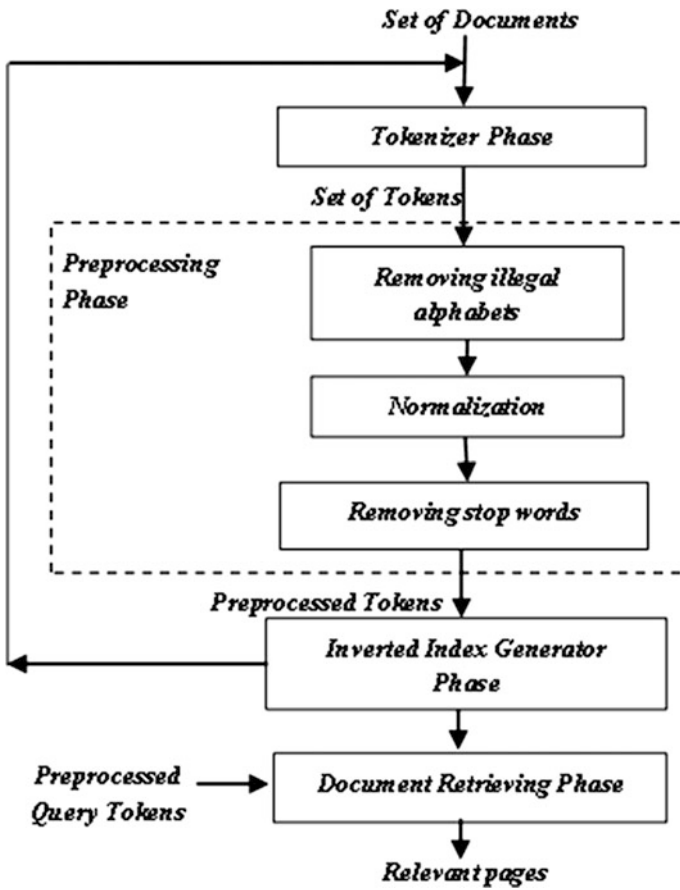 Set of Documents
Tokenizer Phase
Set of Tokens
Preprocessing
Phase
Removing illegal
alphabets
Normalization
Removing stop words
Preprocessed Tokens
Inverted Index Generator
Phase
Preprocessed
Query Tokens
Document Retrieving Phase
Relevant pages